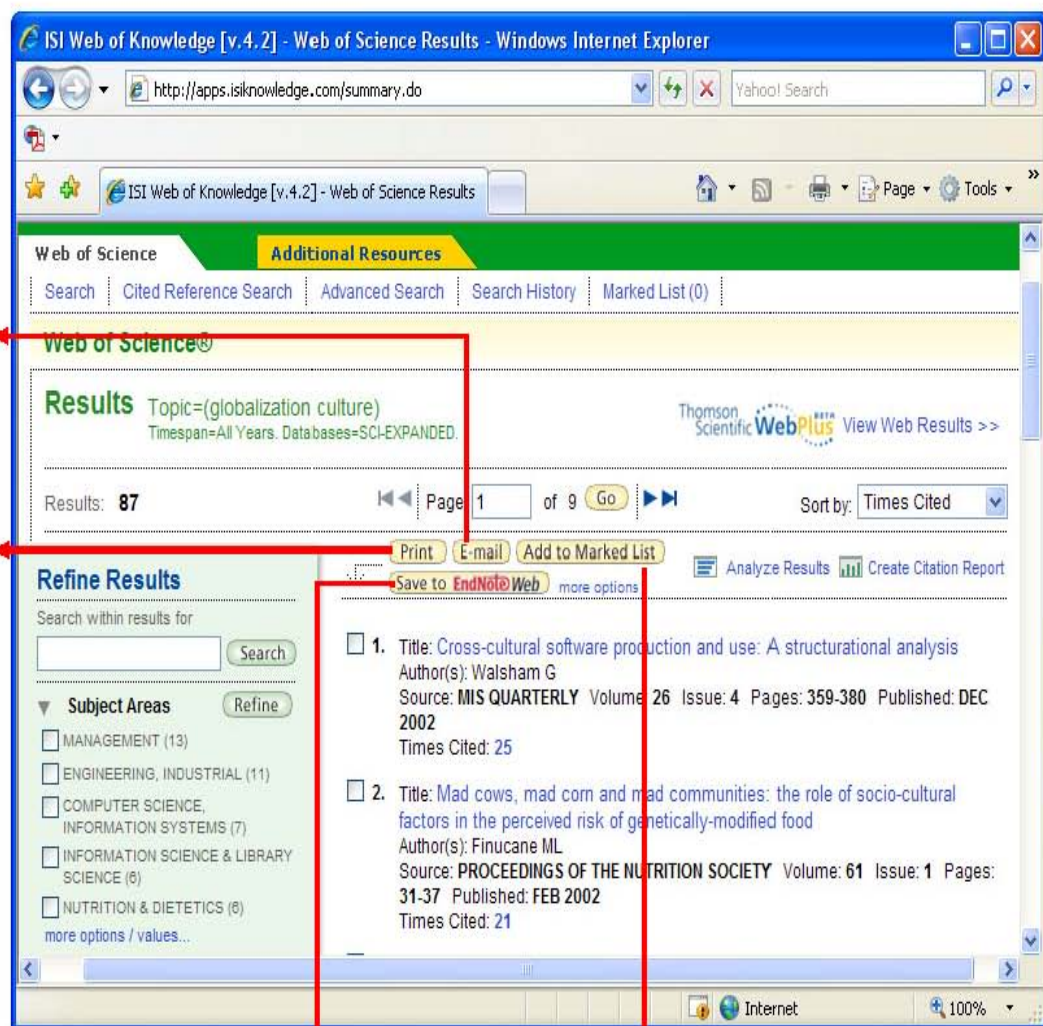 ISI Web of Knowledge [v.4.2] - Web of Science Results - Windows Internet Explorer
http://apps.isiknowledge.com/summary.do
Yahoo! Search
ISI Web of Knowledge [v.4.2] - Web of Science Results
Page
Tools
»
Web of Science
Additional Resources
Search
Cited Reference Search
Advanced Search
Search History
Marked List (0)
Web of Science®
Results Topic=(globalization culture)
Timespan=All Years. Databases=SCI-EXPANDED.
Thomson
Scientific WebPlus BETA
View Web Results >>
Results: 87
Page 1 of 9 Go
Sort by: Times Cited
Print
E-mail
Add to Marked List
Save to EndNote Web
more options
Analyze Results
Create Citation Report
Refine Results
Search within results for
Search
Subject Areas
Refine
MANAGEMENT (13)
ENGINEERING, INDUSTRIAL (11)
COMPUTER SCIENCE,
INFORMATION SYSTEMS (7)
INFORMATION SCIENCE & LIBRARY
SCIENCE (6)
NUTRITION & DIETETICS (6)
more options / values...
1. Title: Cross-cultural software production and use: A structurational analysis
Author(s): Walsham G
Source: MIS QUARTERLY Volume: 26 Issue: 4 Pages: 359-380 Published: DEC
2002
Times Cited: 25
2. Title: Mad cows, mad corn and mad communities: the role of socio-cultural
factors in the perceived risk of genetically-modified food
Author(s): Finucane ML
Source: PROCEEDINGS OF THE NUTRITION SOCIETY Volume: 61 Issue: 1 Pages:
31-37 Published: FEB 2002
Times Cited: 21
Internet
100%